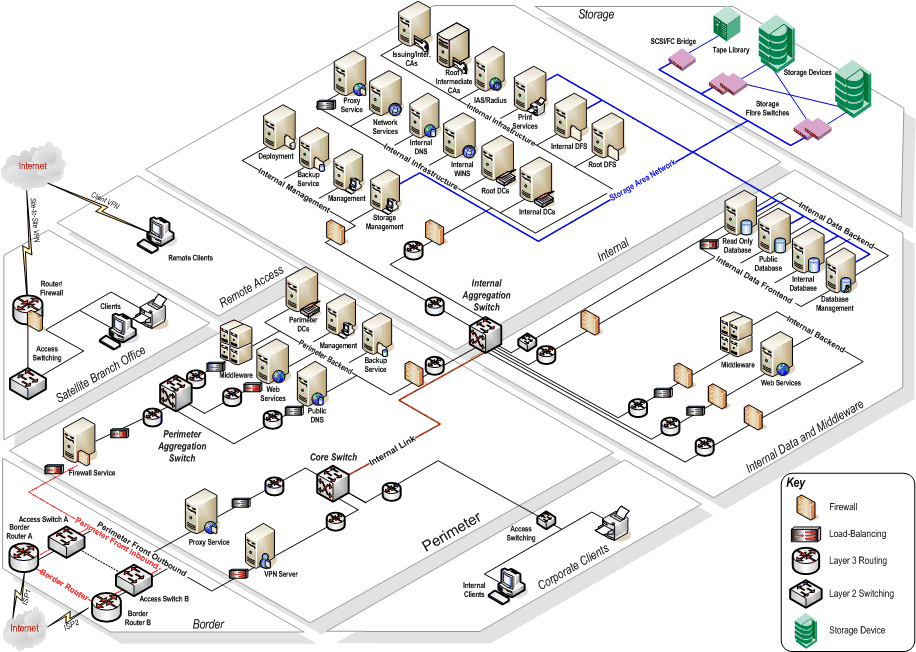 Storage
SCSI/FC Bridge
Tape Library
Storage Devices
Storage
Fibre Switches
Issuing/Inter.
CAs
Root /
Intermediate
CAs
IAS/Radius
Print
Services
Internal Infrastructure
Internal DFS
Root DFS
Proxy
Service
Network
Services
Internal
DNS
Internal
WINS
Internal Infrastructure
Root DCs
Internal DCs
Deployment
Backup
Service
Management
Storage
Management
Internal Management
Storage Area Network
Internal
Internet
Site-to-Site VPN
Client VPN
Remote Clients
Remote Access
Router/
Firewall
Clients
Access
Switching
Satellite Branch Office
Internal
Aggregation
Switch
Read Only
Database
Public
Database
Internal
Database
Database
Management
Internal Data Backend
Internal Data Frontend
Internal Backend
Middleware
Web Services
Internal Data and Middleware
Perimeter
DCs
Management
Backup
Service
Perimeter Backend
Middleware
Web
Services
Public
DNS
Perimeter
Aggregation
Switch
Firewall Service
Core Switch
Internal Link
Proxy Service
VPN Server
Perimeter
Access Switch A
Border
Router A
Perimeter Front Outbound
Perimeter Front Inbound
Border Router
Access Switch B
Border
Router B
ISP1
ISP2
Internet
Border
Access
Switching
Internal
Clients
Corporate Clients
Key
Firewall
Load-Balancing
Layer 3 Routing
Layer 2 Switching
Storage Device